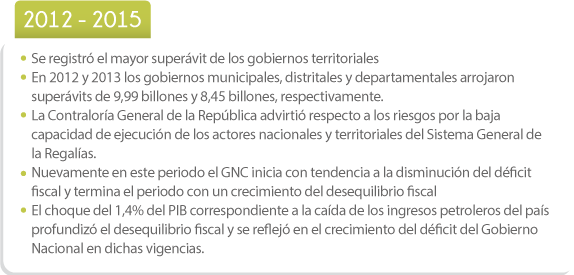 2012 - 2015
• Se registró el mayor superávit de los gobiernos territoriales
• En 2012 y 2013 los gobiernos municipales, distritales y departamentales arrojaron
superávits de 9,99 billones y 8,45 billones, respectivamente.
• La Contraloría General de la República advirtió respecto a los riesgos por la baja
capacidad de ejecución de los actores nacionales y territoriales del Sistema General de
la Regalías.
• Nuevamente en este periodo el GNC inicia con tendencia a la disminución del déficit
fiscal y termina el periodo con un crecimiento del desequilibrio fiscal
• El choque del 1,4% del PIB correspondiente a la caída de los ingresos petroleros del país
profundizó el desequilibrio fiscal y se reflejó en el crecimiento del déficit del Gobierno
Nacional en dichas vigencias.